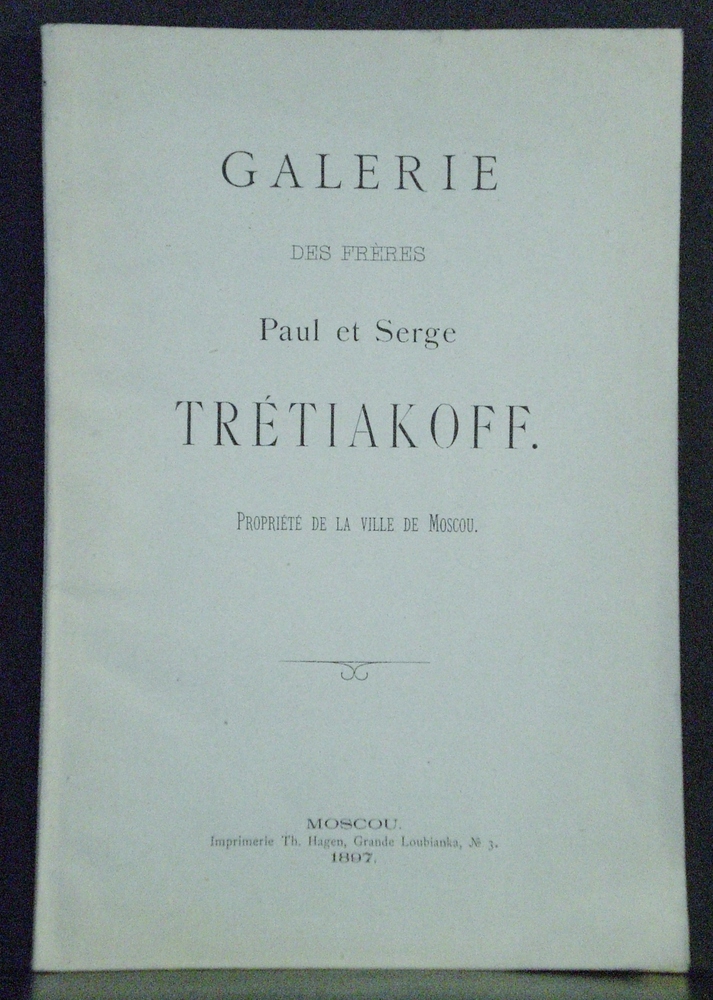 GALERIE
DES FRÈRES
Paul et Serge
TRÉTIAKOFF.
PROPRIÉTÉ DE LA VILLE DE MOSCOU.
MOSCOU.
Imprimerie Th. Hagen, Grande Loubianka, № 3.
1897.